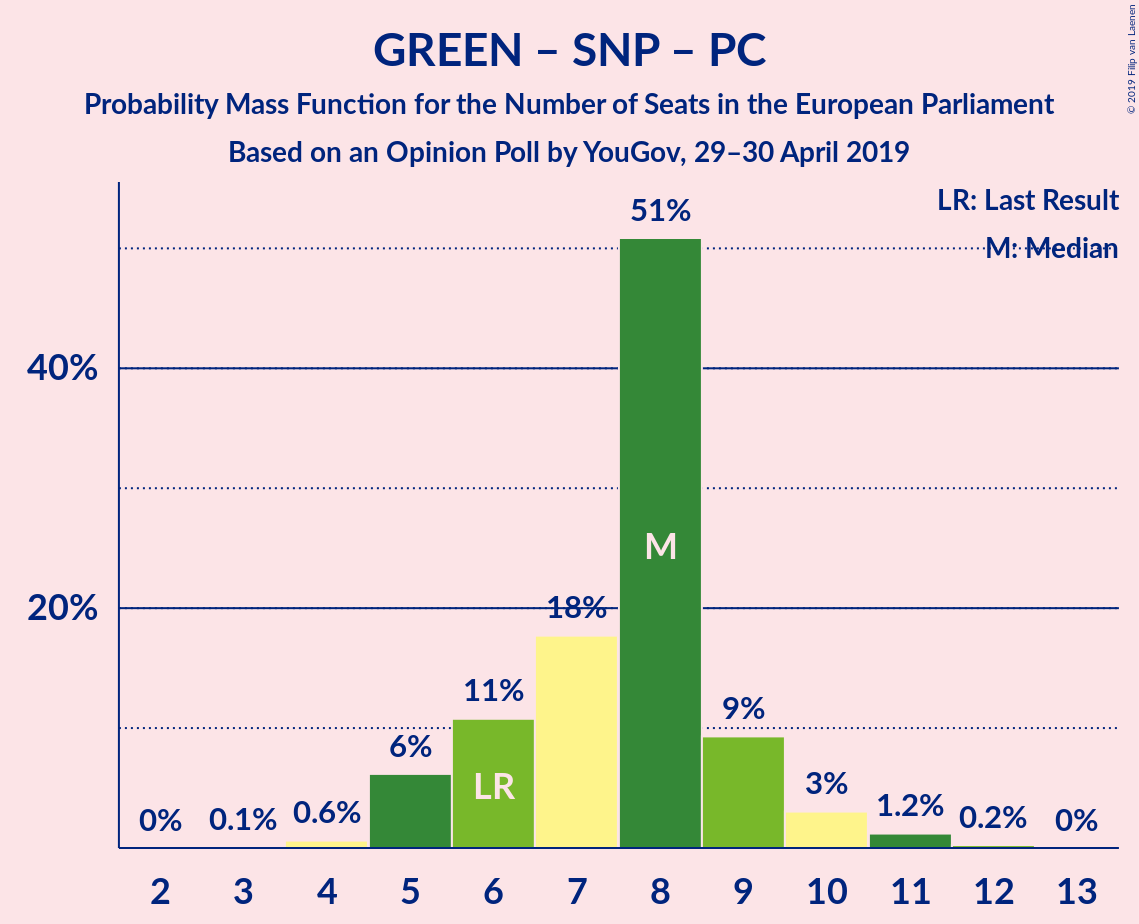 GREEN – SNP – PC
Probability Mass Function for the Number of Seats in the European Parliament
Based on an Opinion Poll by YouGov, 29–30 April 2019
© 2019 Filip van Laenen
LR: Last Result
M: Median
40%
20%
0%
0.1%
0.6%
6%
11%
18%
51%
9%
3%
1.2%
0.2%
0%
LR
M
2 3 4 5 6 7 8 9 10 11 12 13